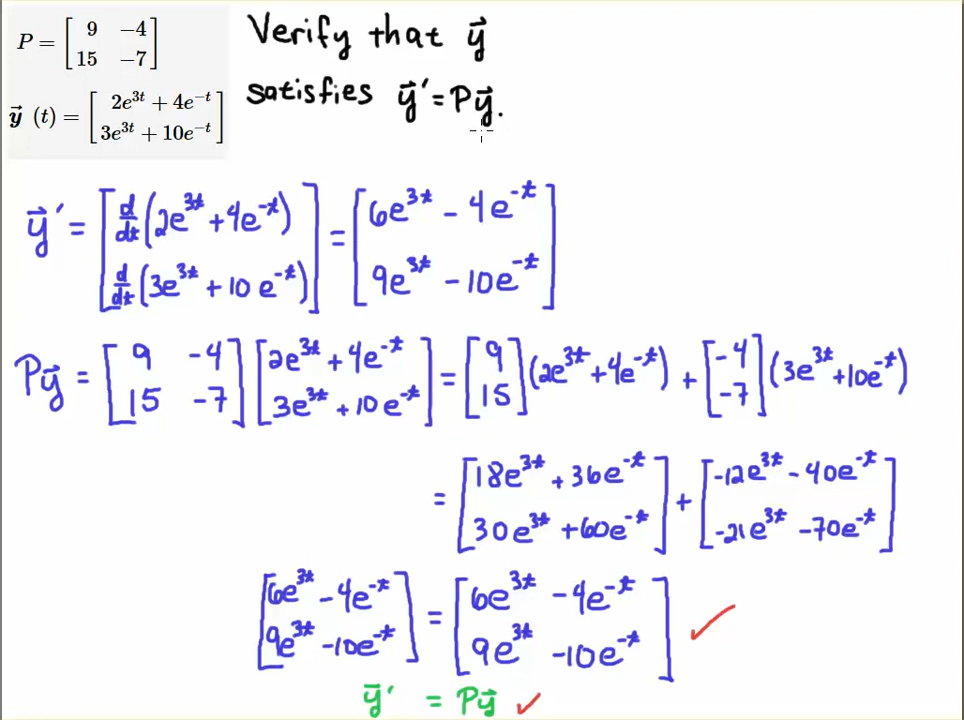 P = [ 9 −4 ; 15 −7 ]
y⃗ (t) = [ 2e^{3t} + 4e^{−t} ; 3e^{3t} + 10e^{−t} ]
Verify that y⃗
satisfies y⃗′ = Py⃗.
y⃗′ = [ d/dt (2e^{3t} + 4e^{-t}) ; d/dt (3e^{3t} + 10e^{-t}) ] = [ 6e^{3t} - 4e^{-t} ; 9e^{3t} - 10e^{-t} ]
Py⃗ = [ 9 -4 ; 15 -7 ] [ 2e^{3t} + 4e^{-t} ; 3e^{3t} + 10e^{-t} ] = [ 9 ; 15 ] (2e^{3t} + 4e^{-t}) + [ -4 ; -7 ] (3e^{3t} + 10e^{-t})
= [ 18e^{3t} + 36e^{-t} ; 30e^{3t} + 60e^{-t} ] + [ -12e^{3t} - 40e^{-t} ; -21e^{3t} - 70e^{-t} ]
[ 6e^{3t} - 4e^{-t} ; 9e^{3t} - 10e^{-t} ] = [ 6e^{3t} - 4e^{-t} ; 9e^{3t} - 10e^{-t} ] ✓
y⃗′ = Py⃗ ✓